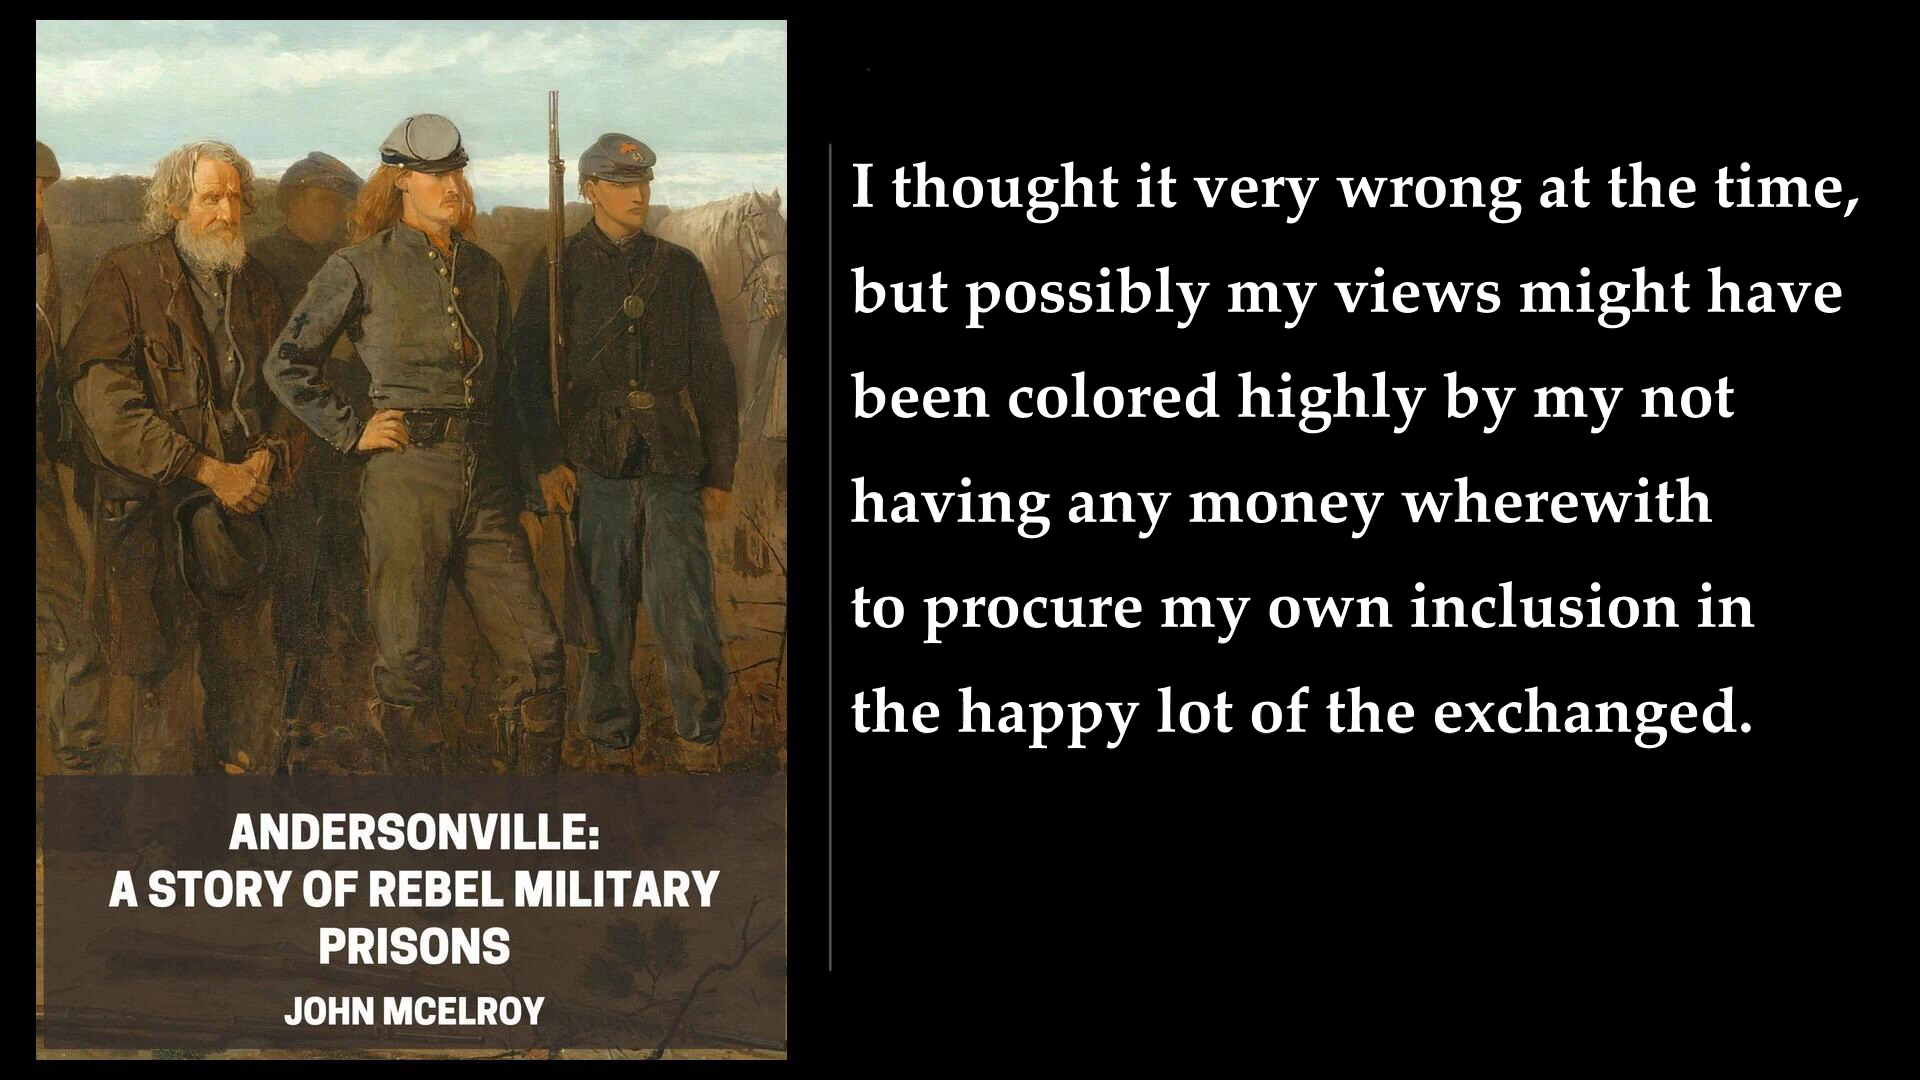 I thought it very wrong at the time,
but possibly my views might have
been colored highly by my not
having any money wherewith
to procure my own inclusion in
the happy lot of the exchanged.
ANDERSONVILLE:
A STORY OF REBEL MILITARY
PRISONS
JOHN MCELROY